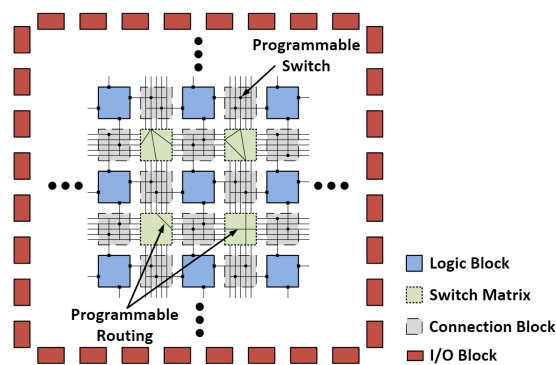 Programmable
Switch
Programmable
Routing
Logic Block
Switch Matrix
Connection Block
I/O Block